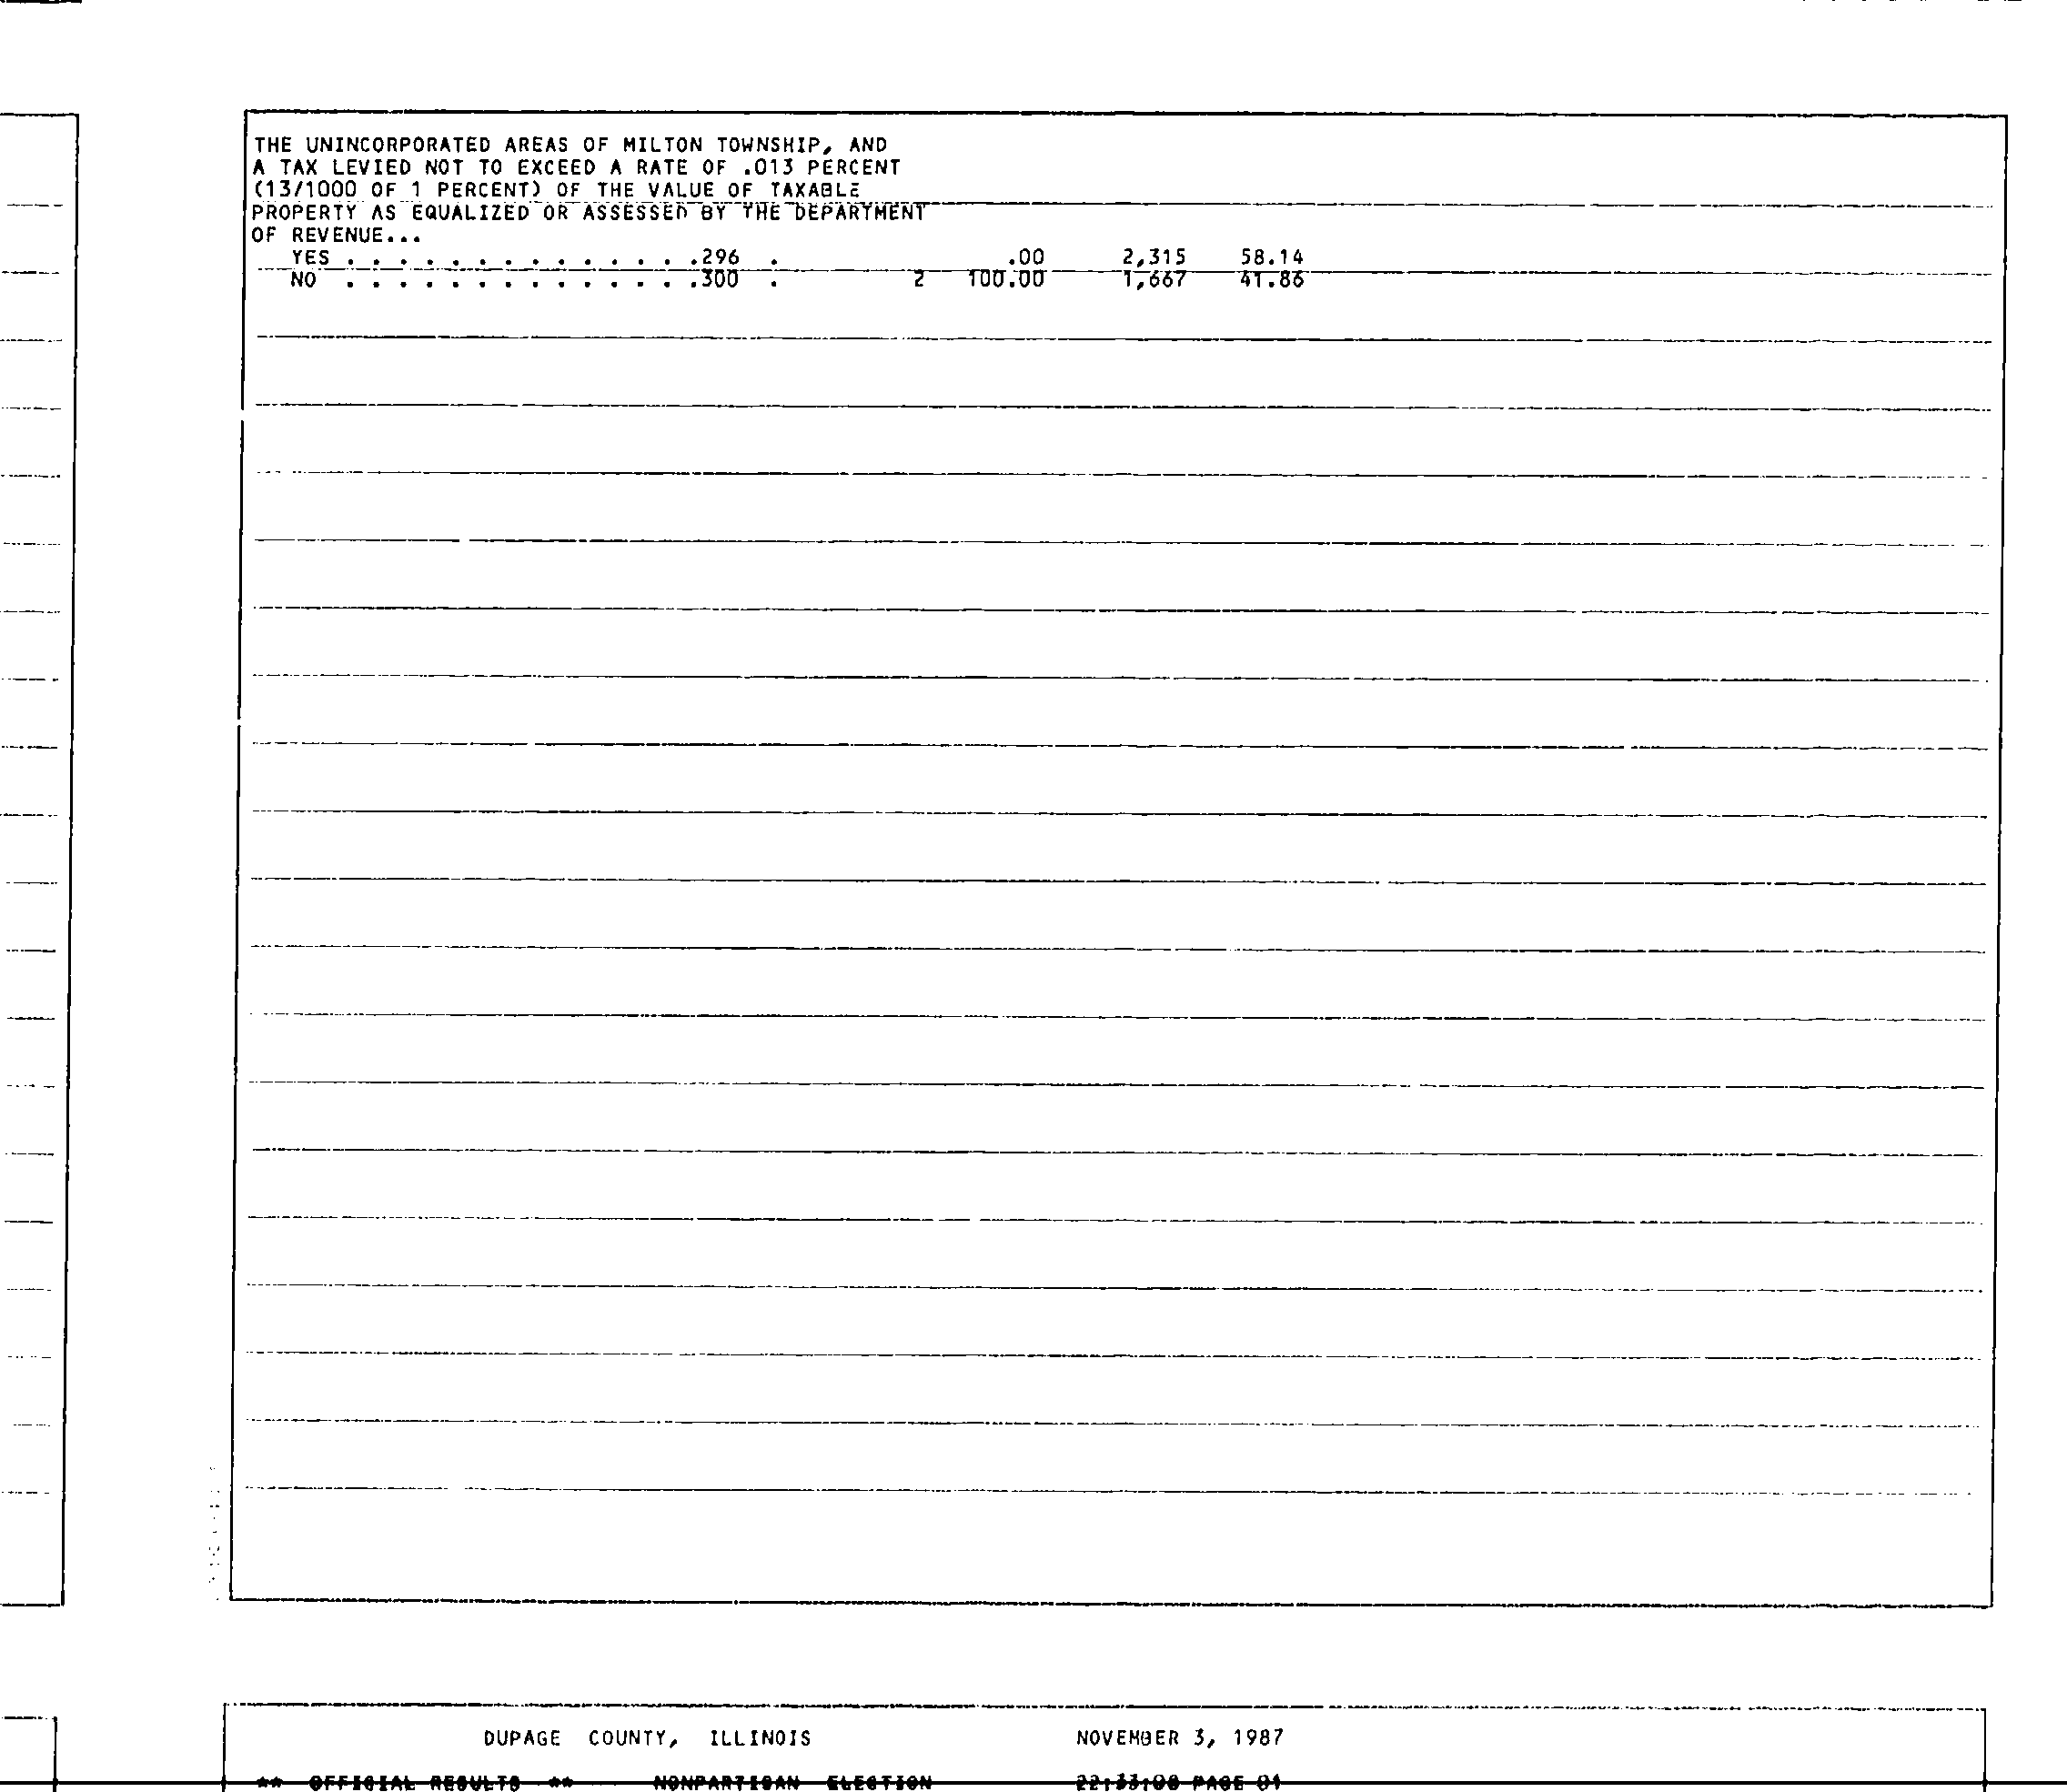 THE UNINCORPORATED AREAS OF MILTON TOWNSHIP, AND
A TAX LEVIED NOT TO EXCEED A RATE OF .013 PERCENT
(13/1000 OF 1 PERCENT) OF THE VALUE OF TAXABLE
PROPERTY AS EQUALIZED OR ASSESSED BY THE DEPARTMENT
OF REVENUE...
YES . . . . . . . . . . . . . .296 . .00 2,315 58.14
NO . . . . . . . . . . . . . .300 . 2 100.00 1,667 41.86
DUPAGE COUNTY, ILLINOIS NOVEMBER 3, 1987
** OFFICIAL RESULTS ** NONPARTISAN ELECTION PAGE 01